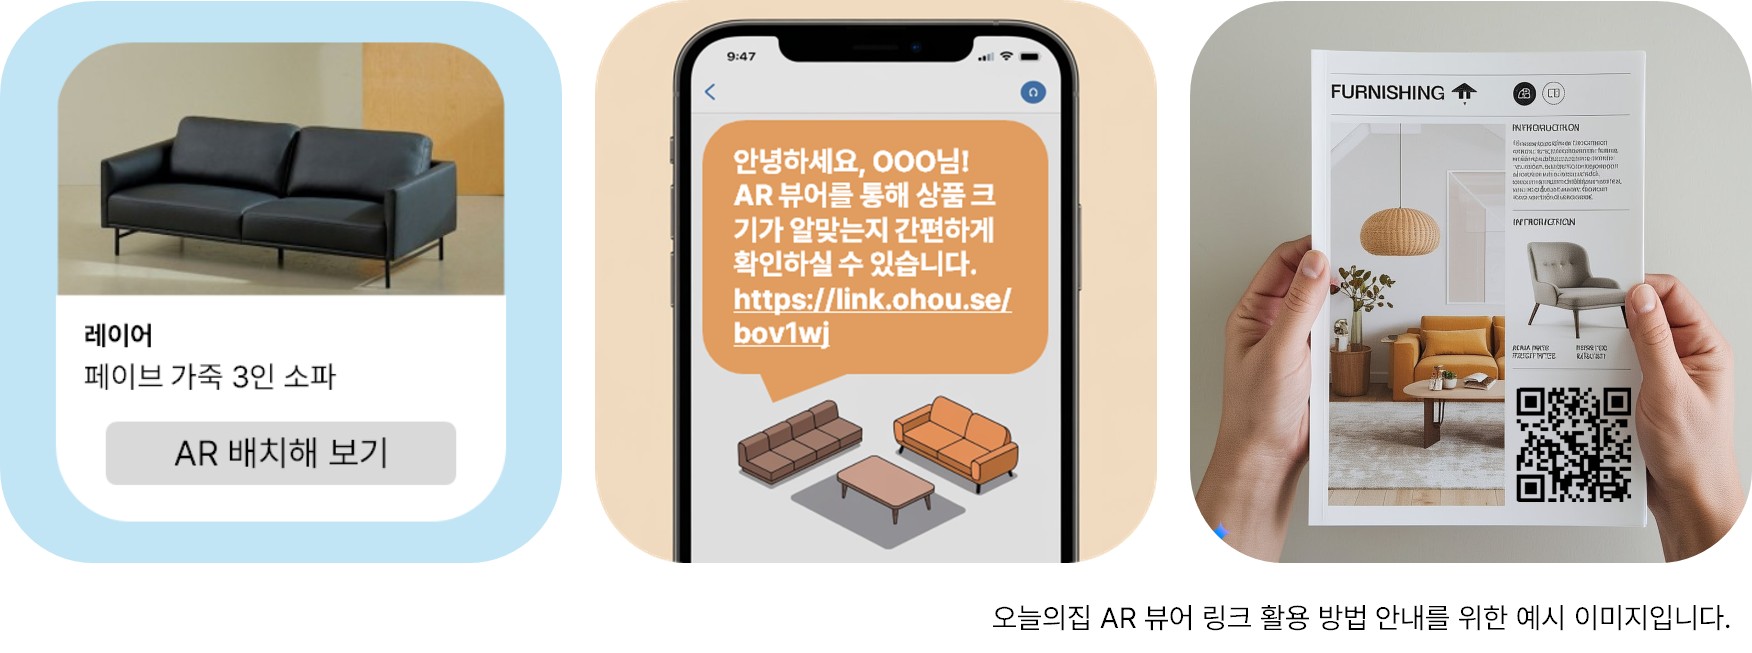 레이어
페이브 가죽 3인 소파
AR 배치해 보기
9:47
안녕하세요, OOO님!
AR 뷰어를 통해 상품 크
기가 알맞는지 간편하게
확인하실 수 있습니다.
https://link.ohou.se/
bov1wj
FURNISHING
오늘의집 AR 뷰어 링크 활용 방법 안내를 위한 예시 이미지입니다.